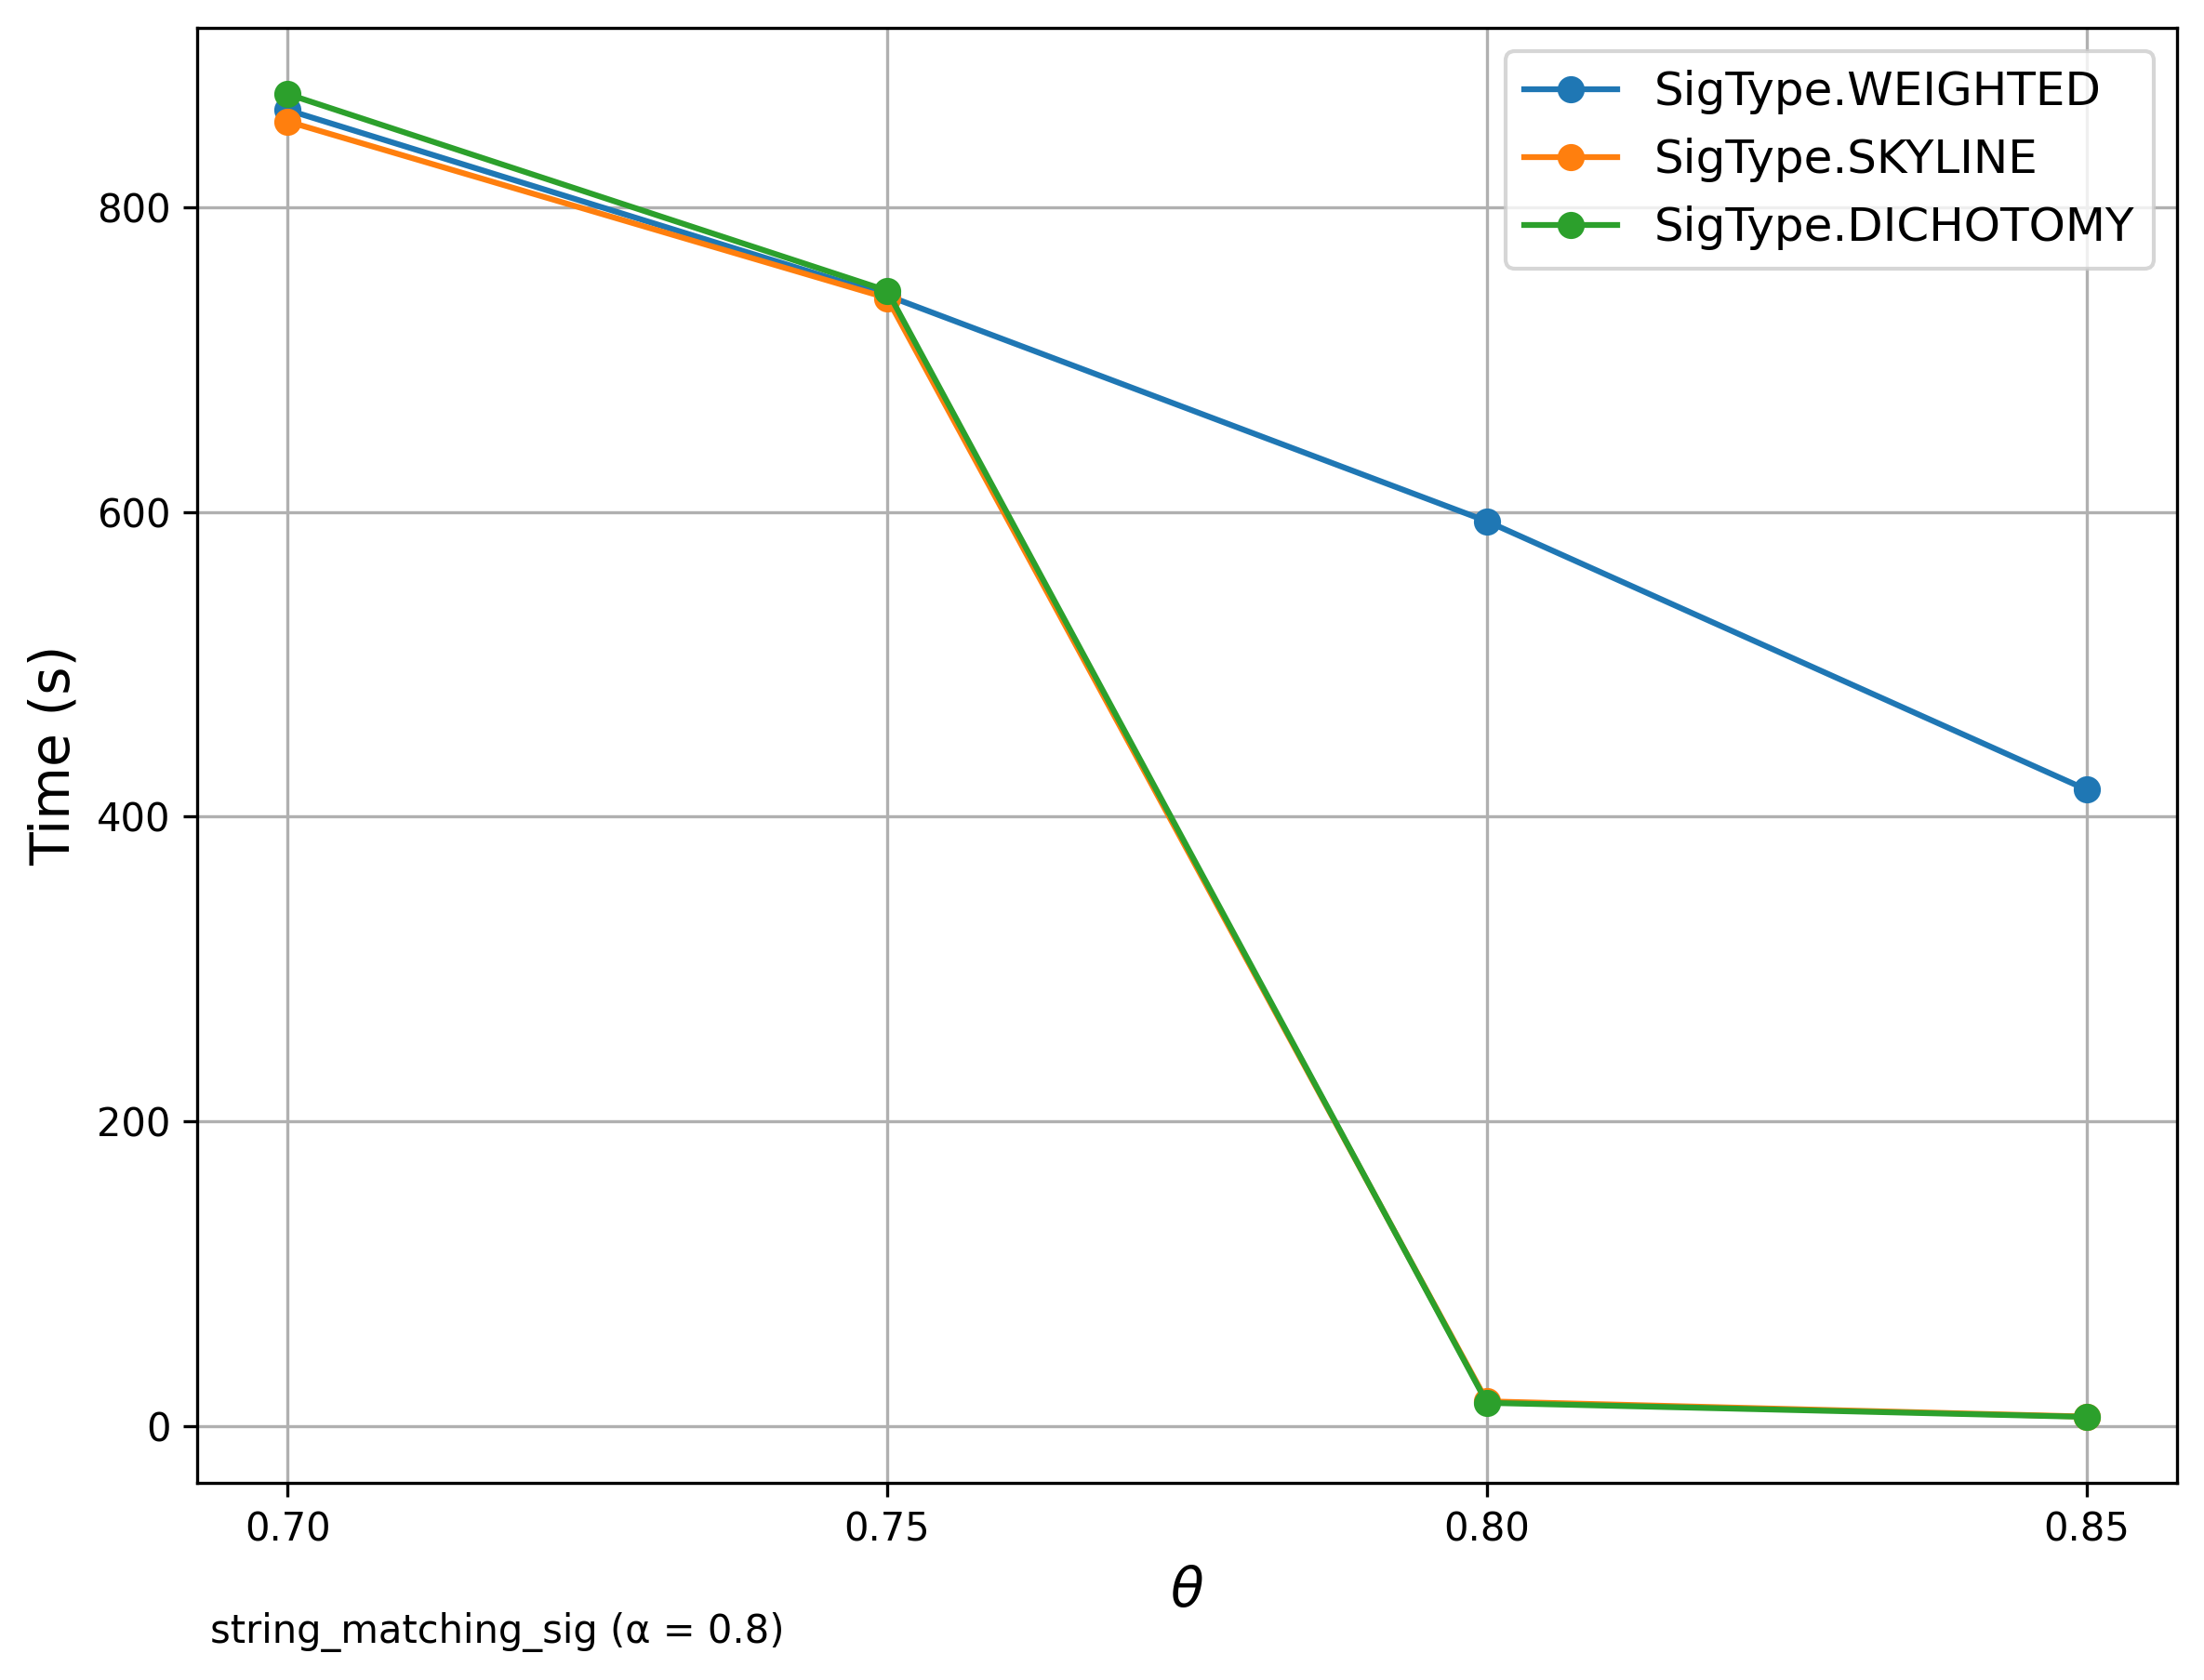 SigType.WEIGHTED
SigType.SKYLINE
SigType.DICHOTOMY
Time (s)
800
600
400
200
0
0.70 0.75 0.80 0.85
θ
string_matching_sig (α = 0.8)